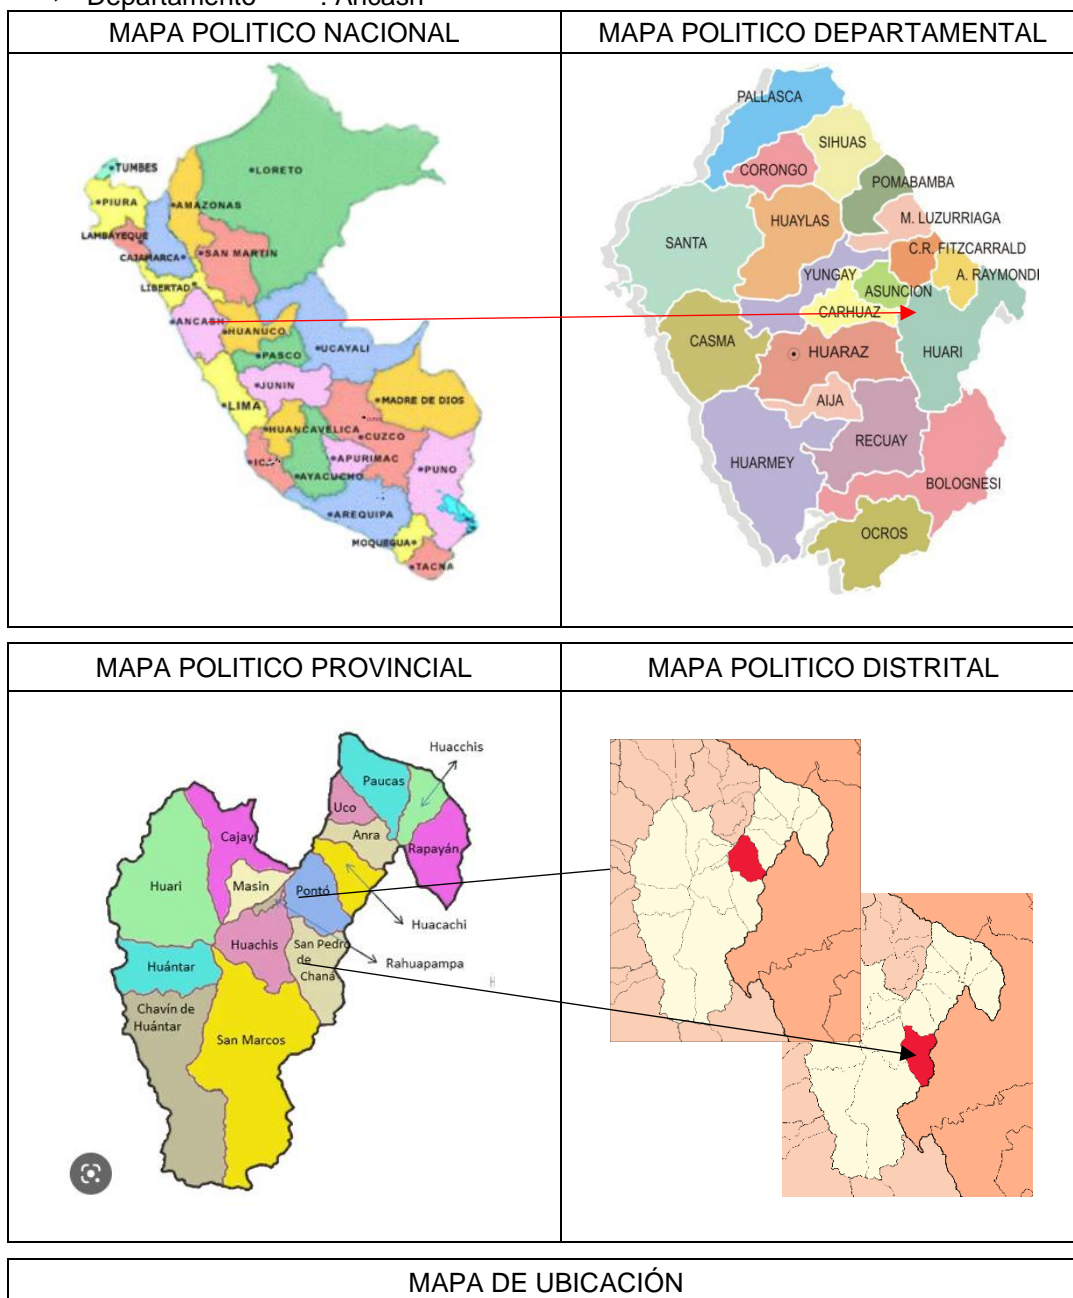 Departamento : Ancash
MAPA POLITICO NACIONAL
MAPA POLITICO DEPARTAMENTAL
TUMBES
LORETO
PIURA
AMAZONAS
LAMBAYEQUE
CAJAMARCA
SAN MARTIN
LIBERTAD
ANCASH
HUANUCO
UCAYALI
PASCO
JUNIN
LIMA
MADRE DE DIOS
HUANCAVELICA
CUZCO
ICA
APURIMAC
PUNO
AYACUCHO
AREQUIPA
MOQUEGUA
TACNA
PALLASCA
SIHUAS
CORONGO
POMABAMBA
HUAYLAS
M. LUZURRIAGA
SANTA
C.R. FITZCARRALD
YUNGAY
A. RAYMONDI
ASUNCION
CARHUAZ
CASMA
HUARAZ
HUARI
AIJA
RECUAY
HUARMEY
BOLOGNESI
OCROS
MAPA POLITICO PROVINCIAL
MAPA POLITICO DISTRITAL
Huacchis
Paucas
Uco
Anra
Cajay
Rapayán
Huari
Masin
Pontó
Huacachi
Huachis
San Pedro
de
Chaná
Rahuapampa
Huántar
Chavín de
Huántar
San Marcos
MAPA DE UBICACIÓN